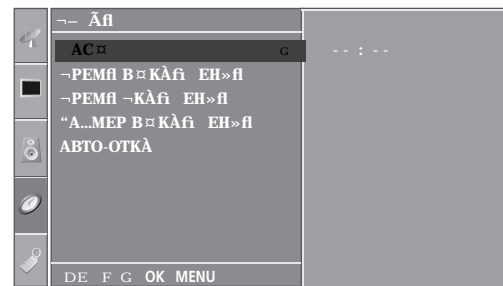 ¬– Ãﬂ
AC¤ G -- : --
¬PEMﬂ B¤KÀﬁ EH»ﬂ
¬PEMﬂ ¬KÀﬁ EH»ﬂ
“A...MEP B¤KÀﬁ EH»ﬂ
ABTO-OTKÀ
DE F G OK MENU